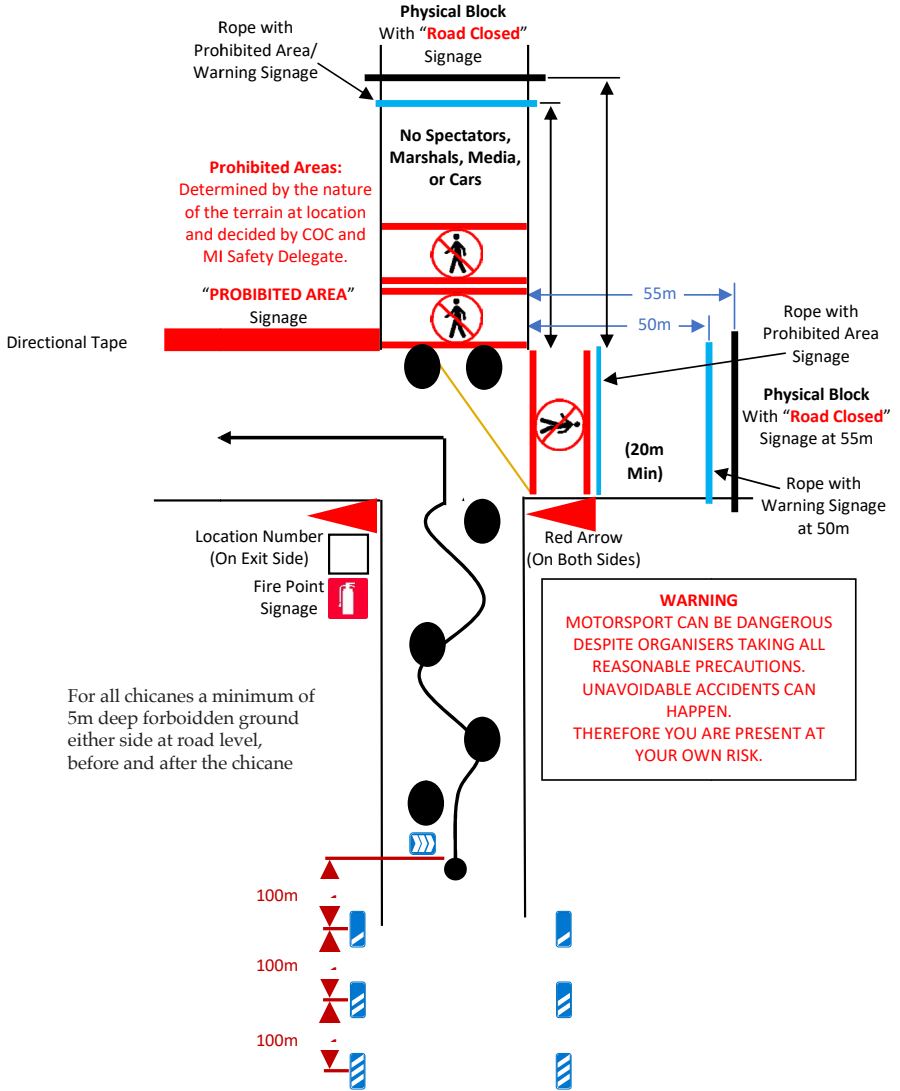 Physical Block
With “Road Closed”
Signage
Rope with
Prohibited Area/
Warning Signage
No Spectators,
Marshals, Media,
or Cars
Prohibited Areas:
Determined by the nature
of the terrain at location
and decided by COC and
MI Safety Delegate.
“PROBIBITED AREA”
Signage
Directional Tape
55m
50m
Rope with
Prohibited Area
Signage
Physical Block
With “Road Closed”
Signage at 55m
(20m
Min)
Rope with
Warning Signage
at 50m
Location Number
(On Exit Side)
Fire Point
Signage
Red Arrow
(On Both Sides)
WARNING
MOTORSPORT CAN BE DANGEROUS
DESPITE ORGANISERS TAKING ALL
REASONABLE PRECAUTIONS.
UNAVOIDABLE ACCIDENTS CAN
HAPPEN.
THEREFORE YOU ARE PRESENT AT
YOUR OWN RISK.
For all chicanes a minimum of
5m deep forboidden ground
either side at road level,
before and after the chicane
100m
100m
100m